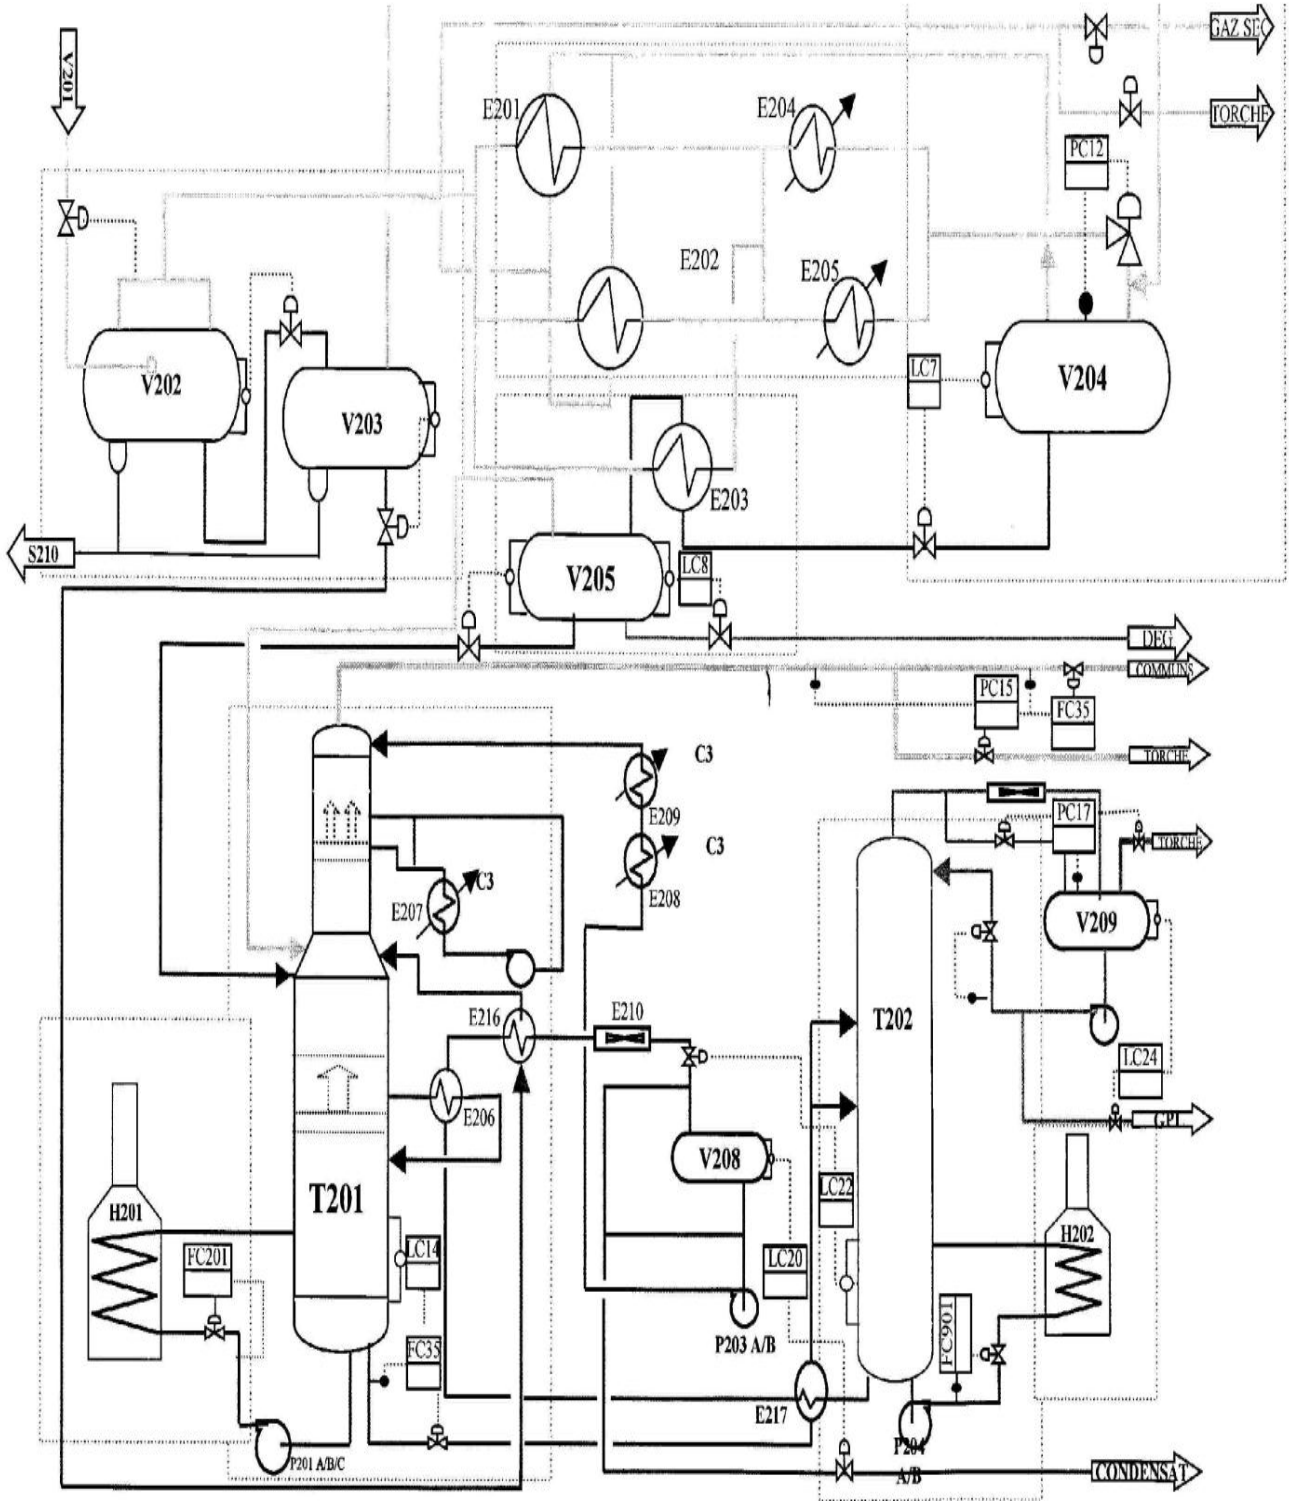 GAZ SEC
V201
E201
E204
TORCHE
PC12
E202
E205
V202
V203
LC7
V204
E203
S210
V205
LC8
DEG
COMMUNS
PC15
FC35
TORCHE
C3
E209
C3
PC17
TORCHE
C3
E207
E208
V209
E216
E210
T202
LC24
E206
GPL
V208
T201
LC22
H201
H202
FC201
LC14
LC20
P203 A/B
FC35
FC901
E217
P201 A/B/C
P204
A/B
CONDENSAT